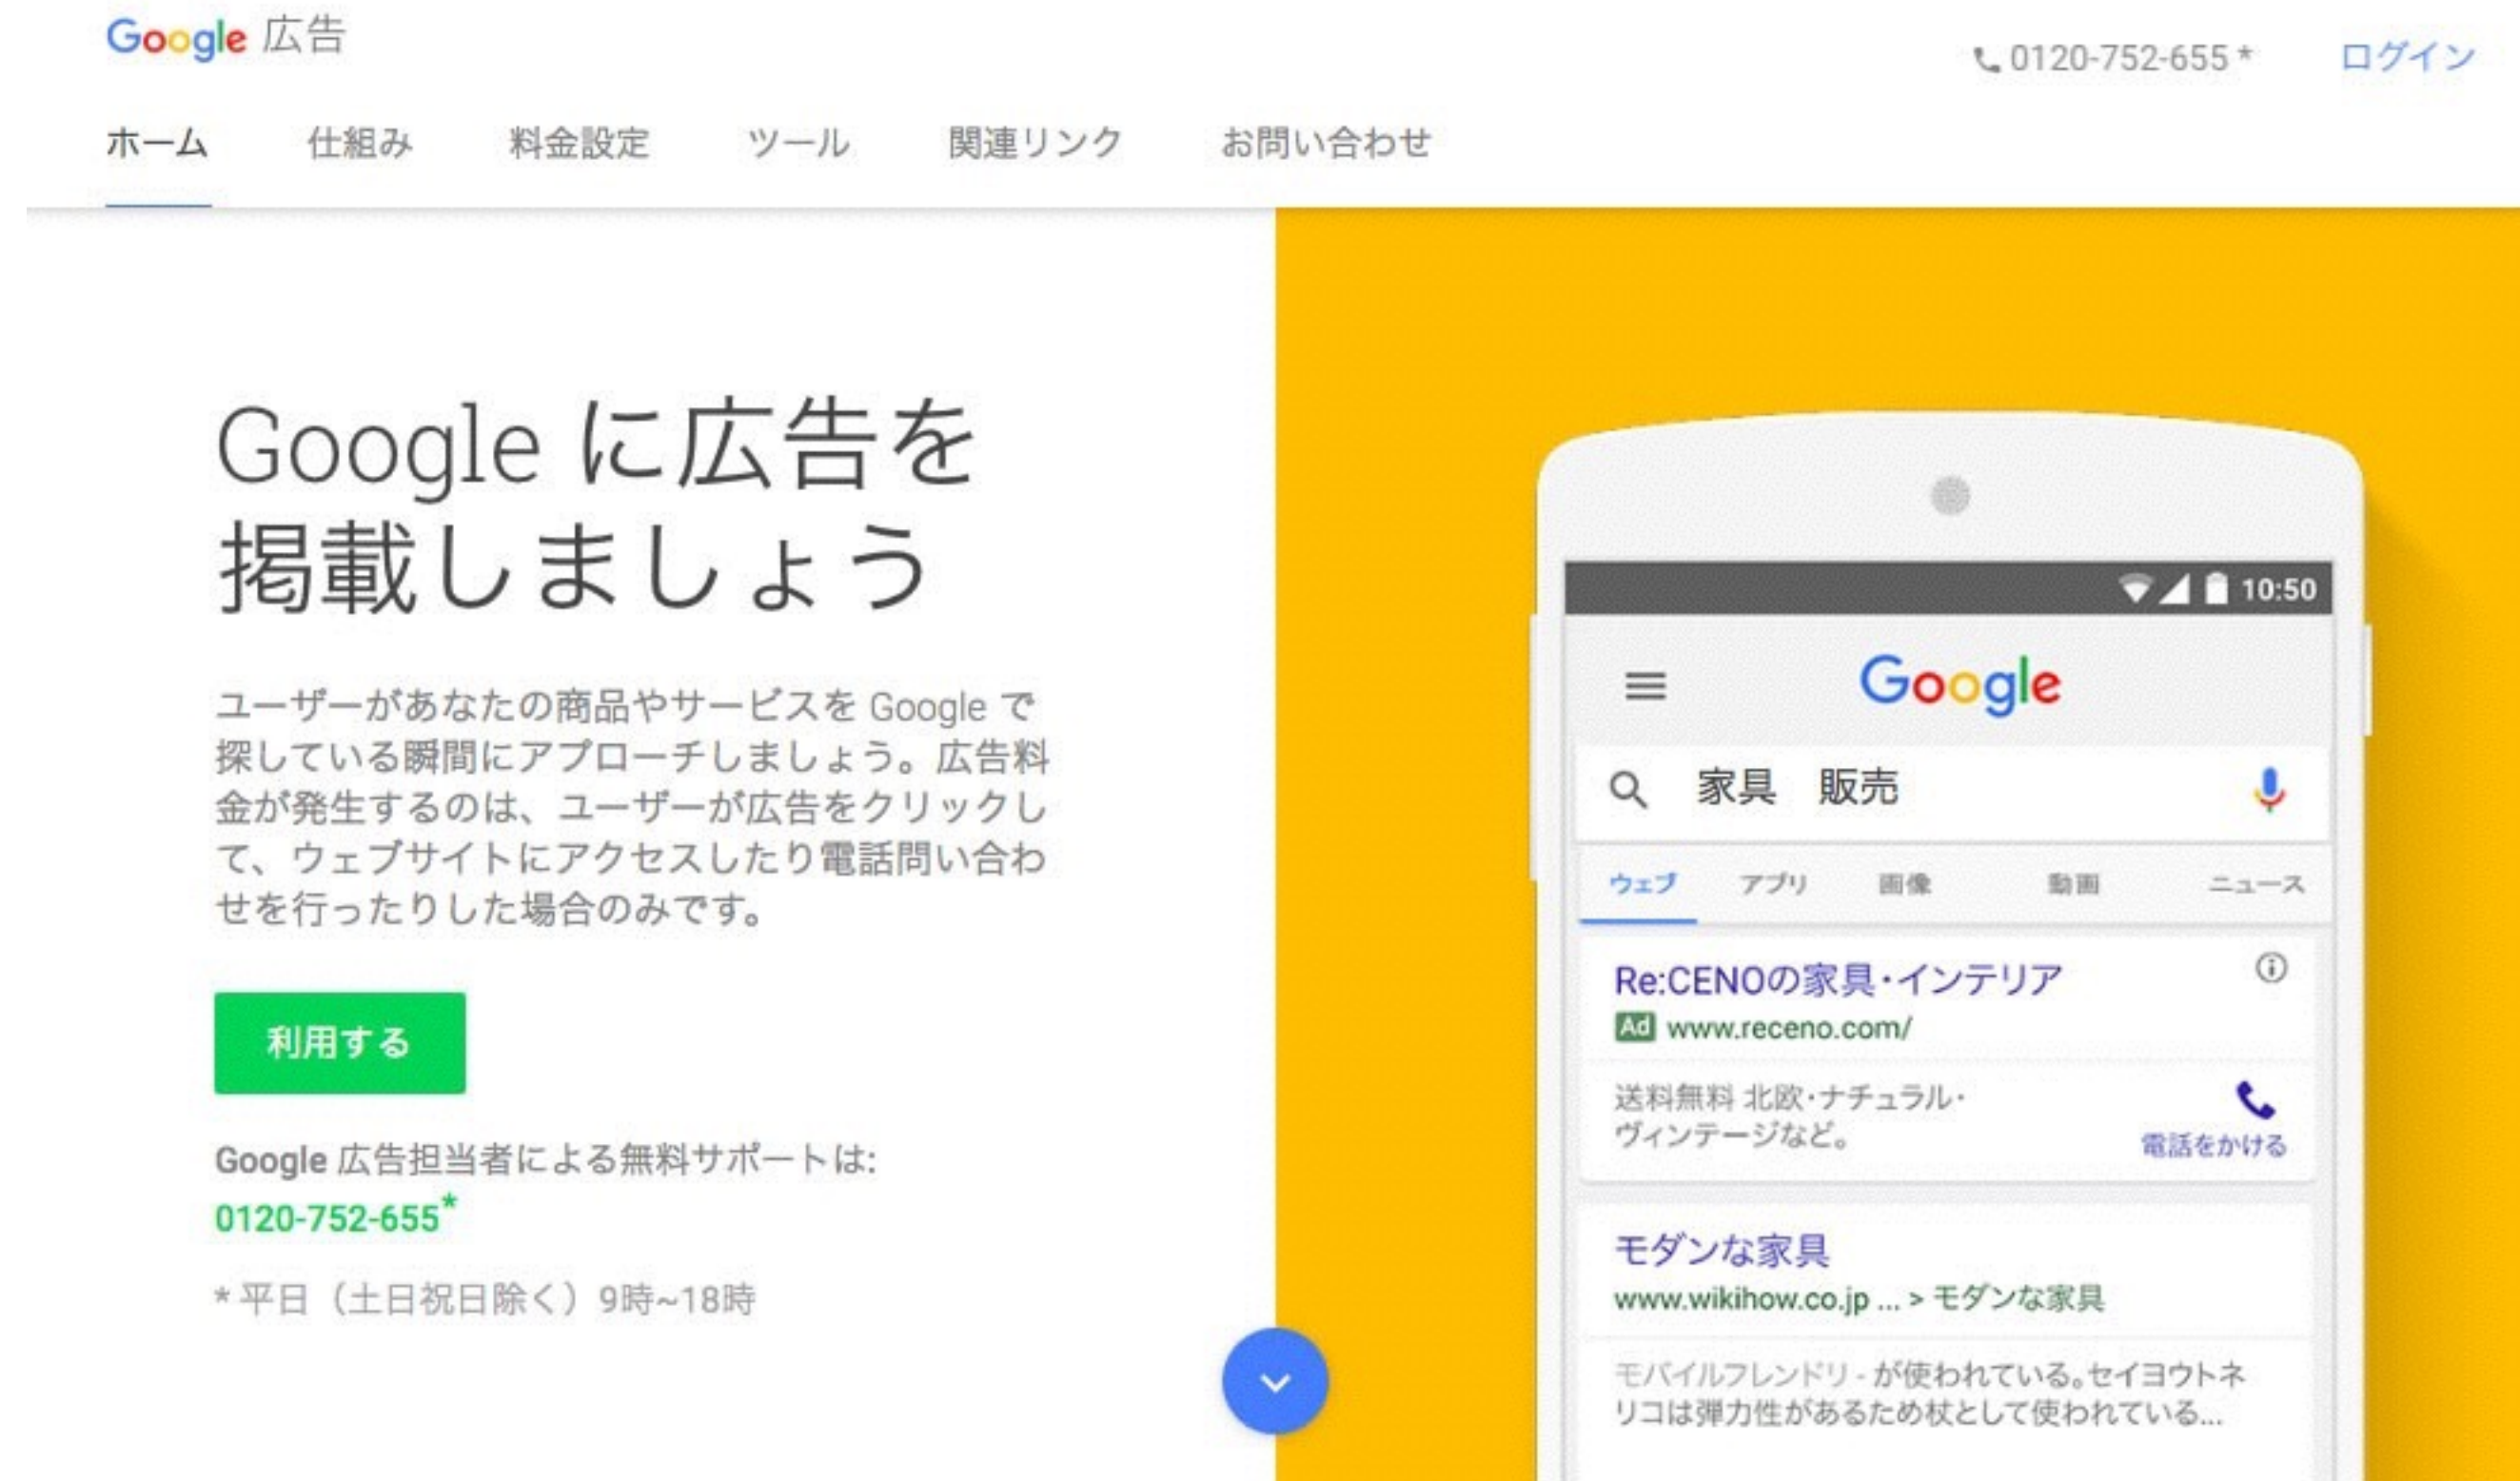 Google 広告
0120-752-655 *
ログイン
ホーム
仕組み
料金設定
ツール
関連リンク
お問い合わせ
Google に広告を
掲載しましょう
ユーザーがあなたの商品やサービスを Google で
探している瞬間にアプローチしましょう。広告料
金が発生するのは、ユーザーが広告をクリックし
て、ウェブサイトにアクセスしたり電話問い合わ
せを行ったりした場合のみです。
利用する
Google 広告担当者による無料サポートは:
0120-752-655*
* 平日（土日祝日除く）9時~18時
10:50
Google
家具　販売
ウェブ
アプリ
画像
動画
ニュース
Re:CENOの家具・インテリア
Ad www.receno.com/
送料無料 北欧・ナチュラル・
ヴィンテージなど。
電話をかける
モダンな家具
www.wikihow.co.jp ... > モダンな家具
モバイルフレンドリ - が使われている。セイヨウトネ
リコは弾力性があるため杖として使われている...